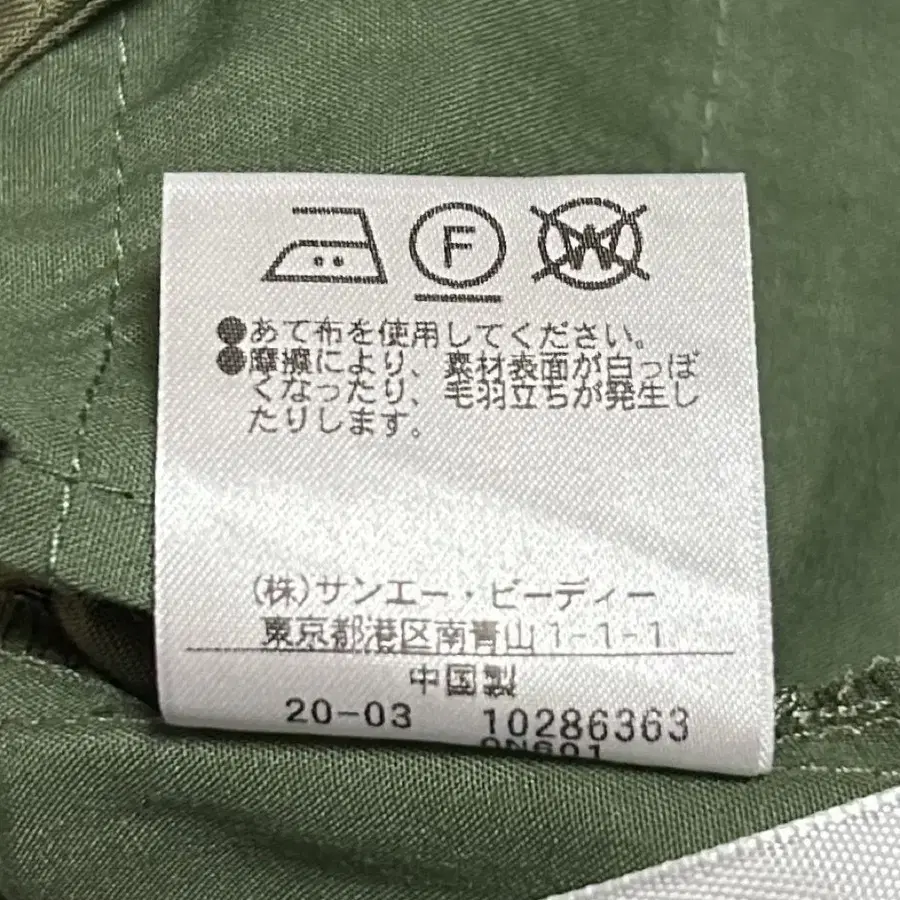 F W
●あて布を使用してください。
●摩擦により、素材表面が白っぽ
くなったり、毛羽立ちが発生し
たりします。
(株)サンエー・ビーディー
東京都港区南青山1-1-1
中国製
20-03 10286363